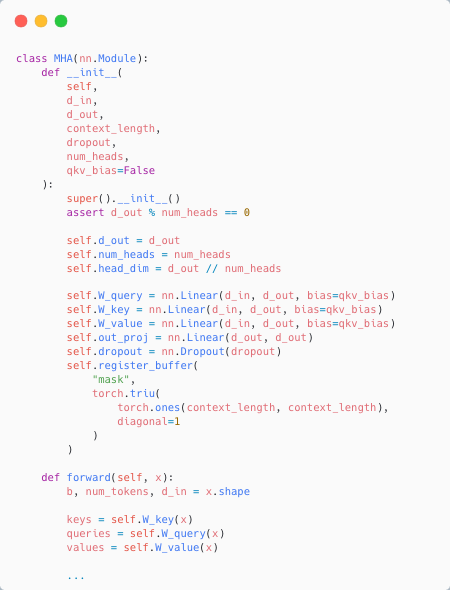 class MHA(nn.Module):
    def __init__(
        self,
        d_in,
        d_out,
        context_length,
        dropout,
        num_heads,
        qkv_bias=False
    ):
        super().__init__()
        assert d_out % num_heads == 0

        self.d_out = d_out
        self.num_heads = num_heads
        self.head_dim = d_out // num_heads

        self.W_query = nn.Linear(d_in, d_out, bias=qkv_bias)
        self.W_key = nn.Linear(d_in, d_out, bias=qkv_bias)
        self.W_value = nn.Linear(d_in, d_out, bias=qkv_bias)
        self.out_proj = nn.Linear(d_out, d_out)
        self.dropout = nn.Dropout(dropout)
        self.register_buffer(
            "mask",
            torch.triu(
                torch.ones(context_length, context_length),
                diagonal=1
            )
        )

    def forward(self, x):
        b, num_tokens, d_in = x.shape

        keys = self.W_key(x)
        queries = self.W_query(x)
        values = self.W_value(x)

        ...